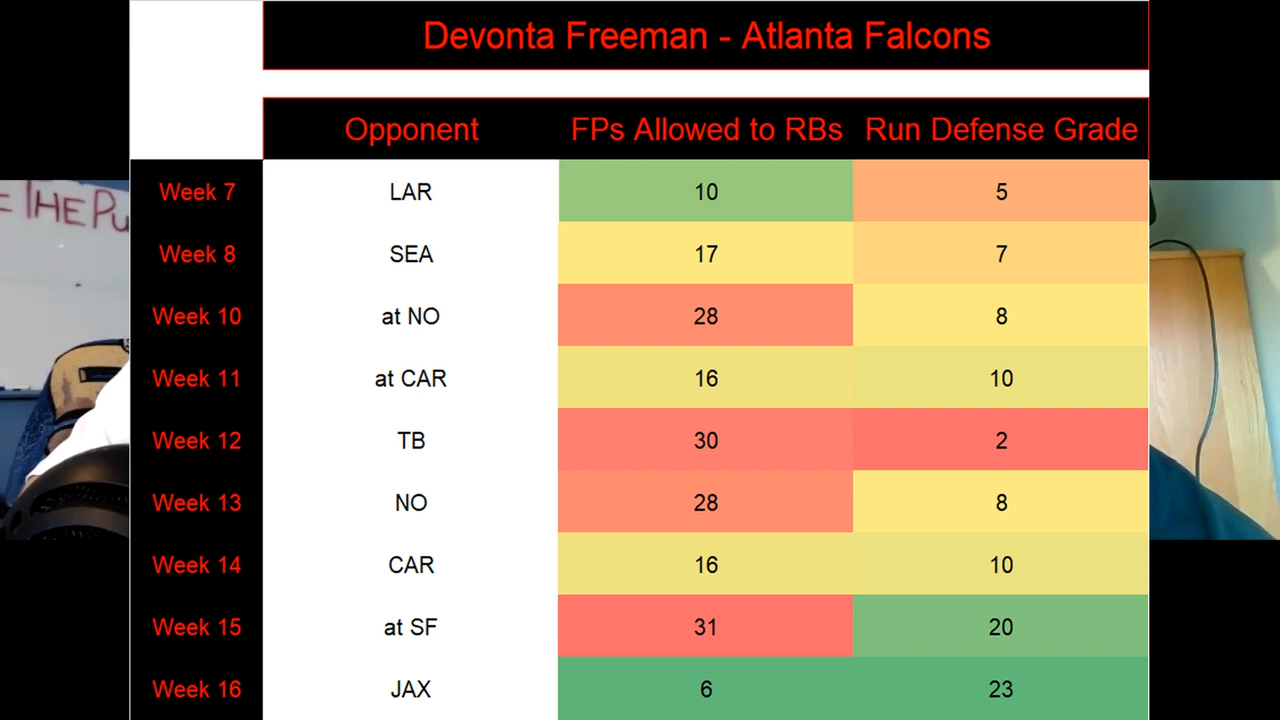 Devonta Freeman - Atlanta Falcons
Opponent FPs Allowed to RBs Run Defense Grade
Week 7 LAR 10 5
Week 8 SEA 17 7
Week 10 at NO 28 8
Week 11 at CAR 16 10
Week 12 TB 30 2
Week 13 NO 28 8
Week 14 CAR 16 10
Week 15 at SF 31 20
Week 16 JAX 6 23
THE